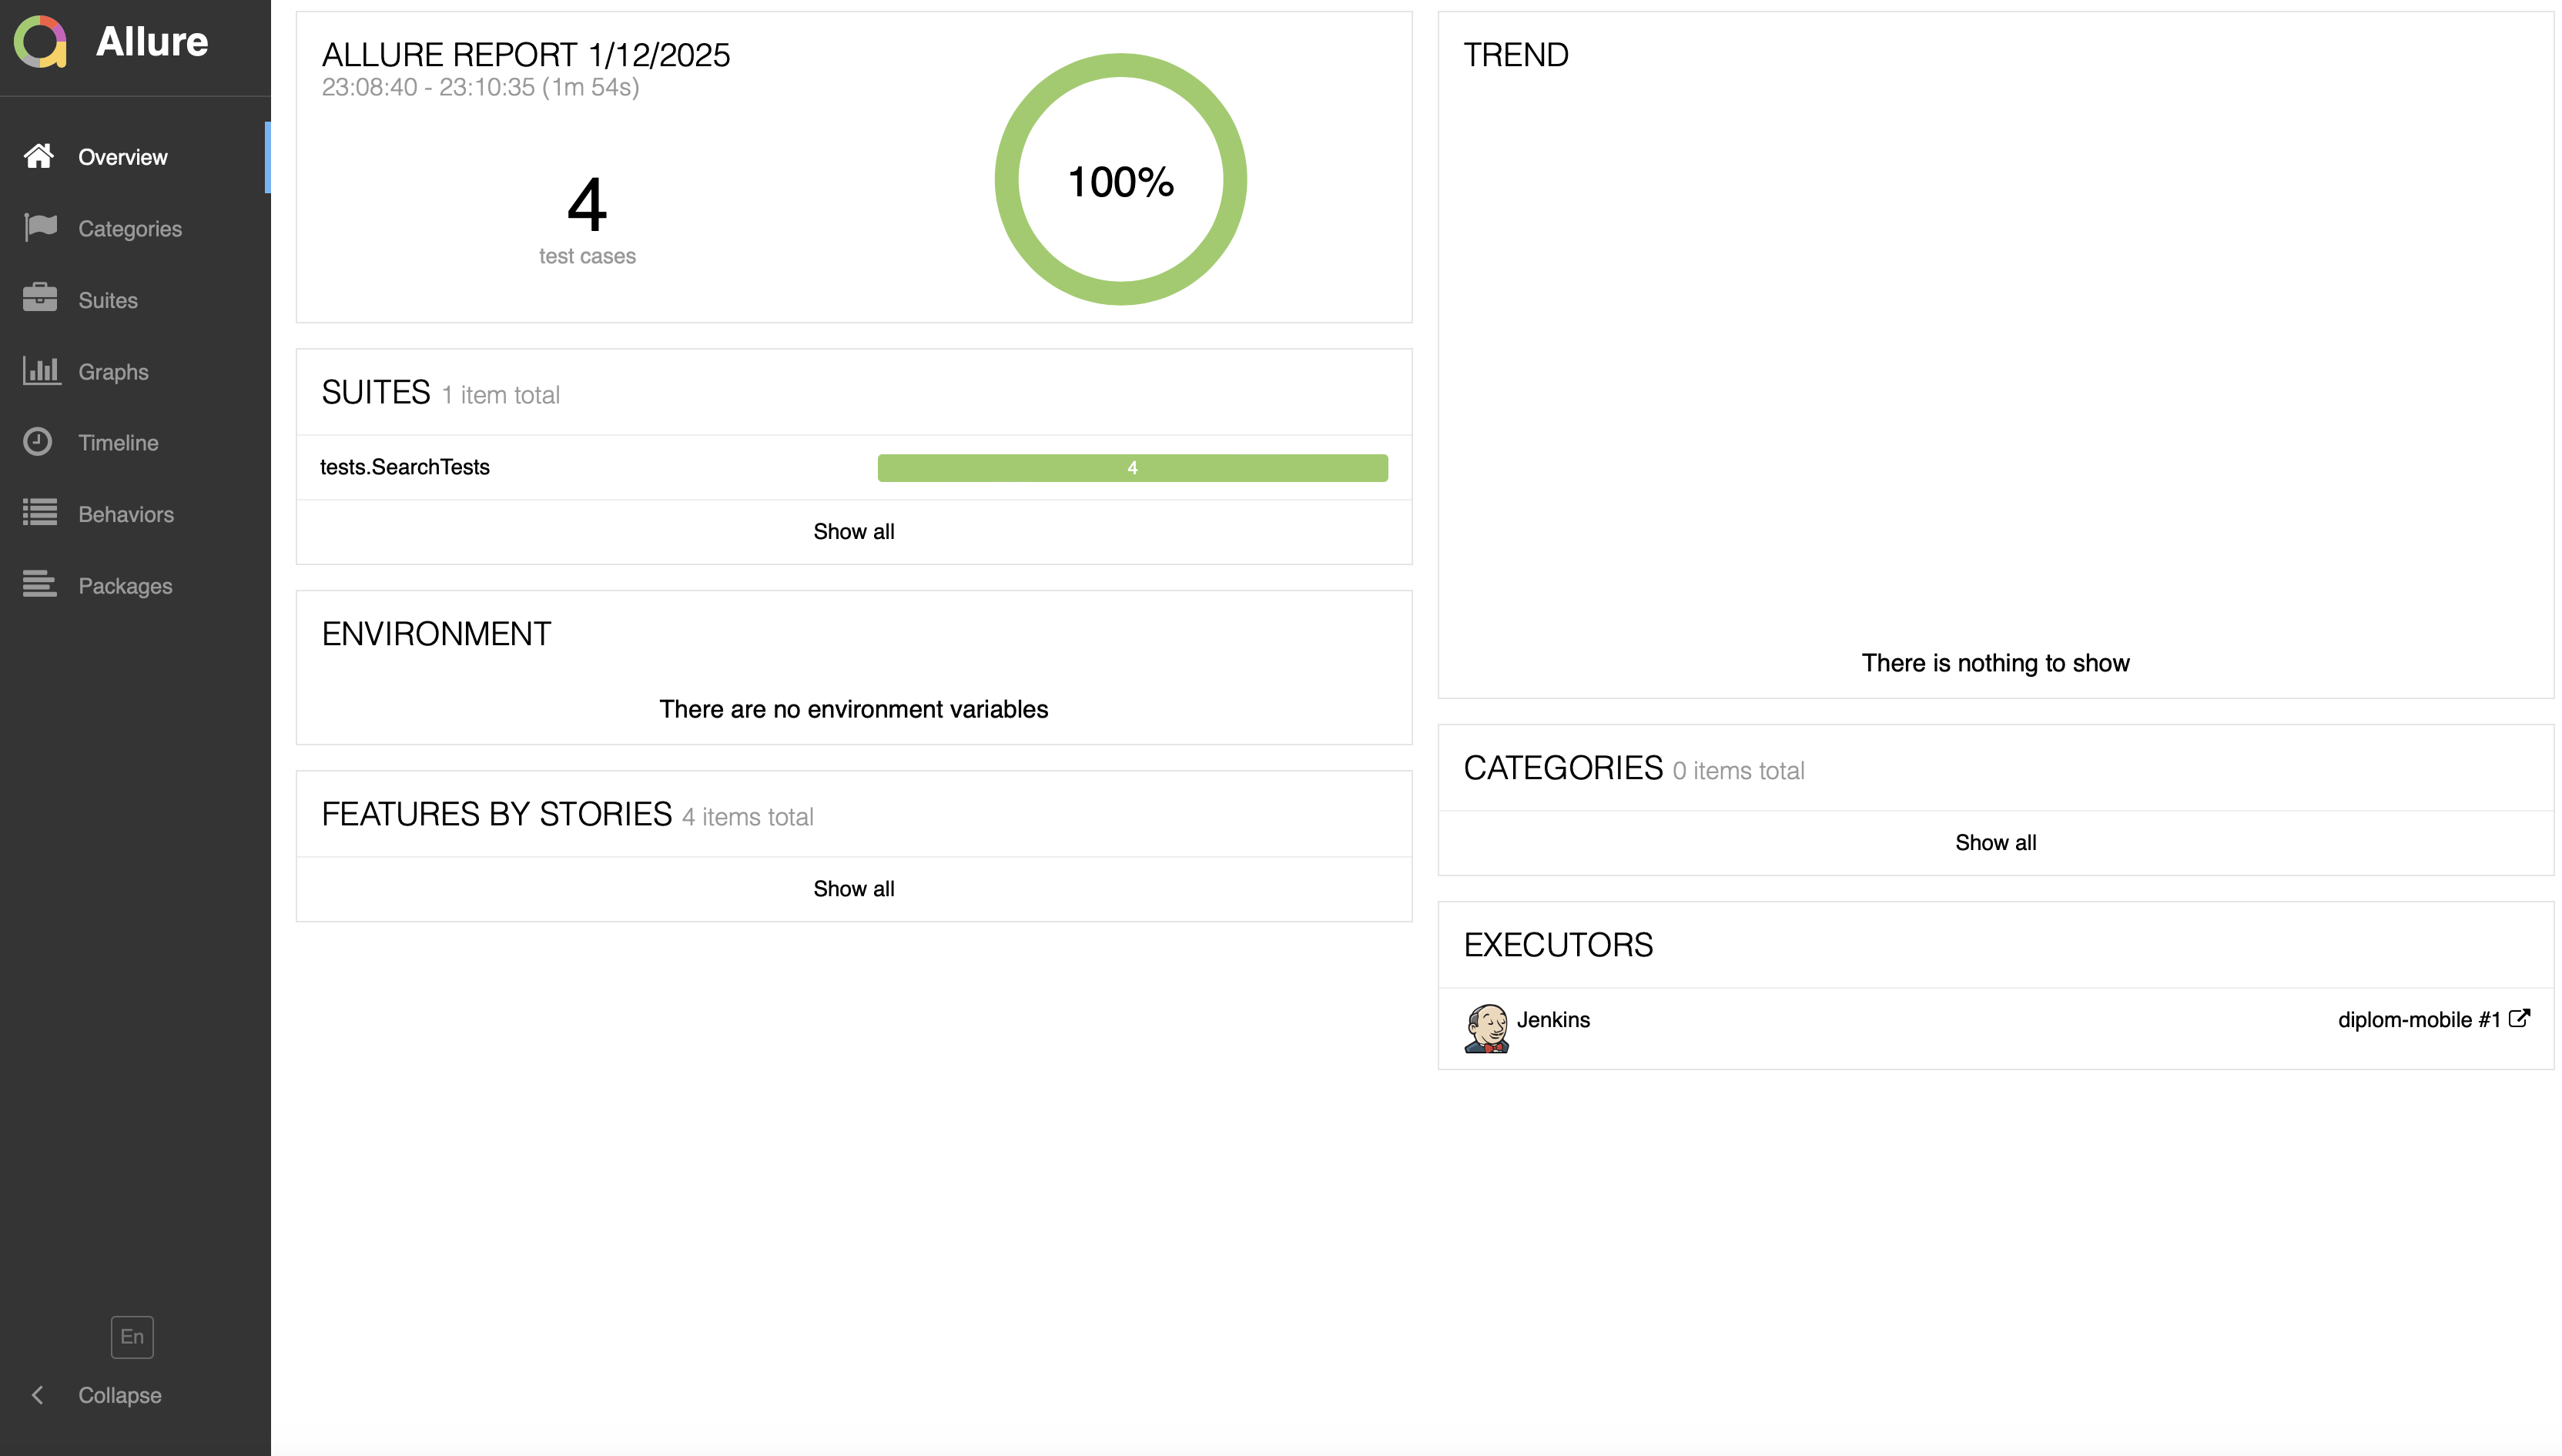 Allure
Overview
Categories
Suites
Graphs
Timeline
Behaviors
Packages
En
Collapse
ALLURE REPORT 1/12/2025
23:08:40 - 23:10:35 (1m 54s)
4
test cases
100%
SUITES 1 item total
tests.SearchTests 4
Show all
ENVIRONMENT
There are no environment variables
FEATURES BY STORIES 4 items total
Show all
TREND
There is nothing to show
CATEGORIES 0 items total
Show all
EXECUTORS
Jenkins diplom-mobile #1